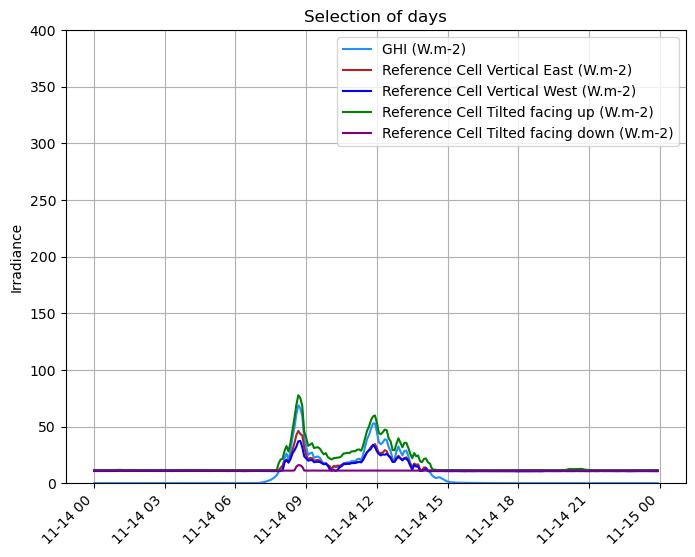 Selection of days
GHI (W.m-2)
Reference Cell Vertical East (W.m-2)
Reference Cell Vertical West (W.m-2)
Reference Cell Tilted facing up (W.m-2)
Reference Cell Tilted facing down (W.m-2)
Irradiance
400
350
300
250
200
150
100
50
0
11-14 00
11-14 03
11-14 06
11-14 09
11-14 12
11-14 15
11-14 18
11-14 21
11-15 00